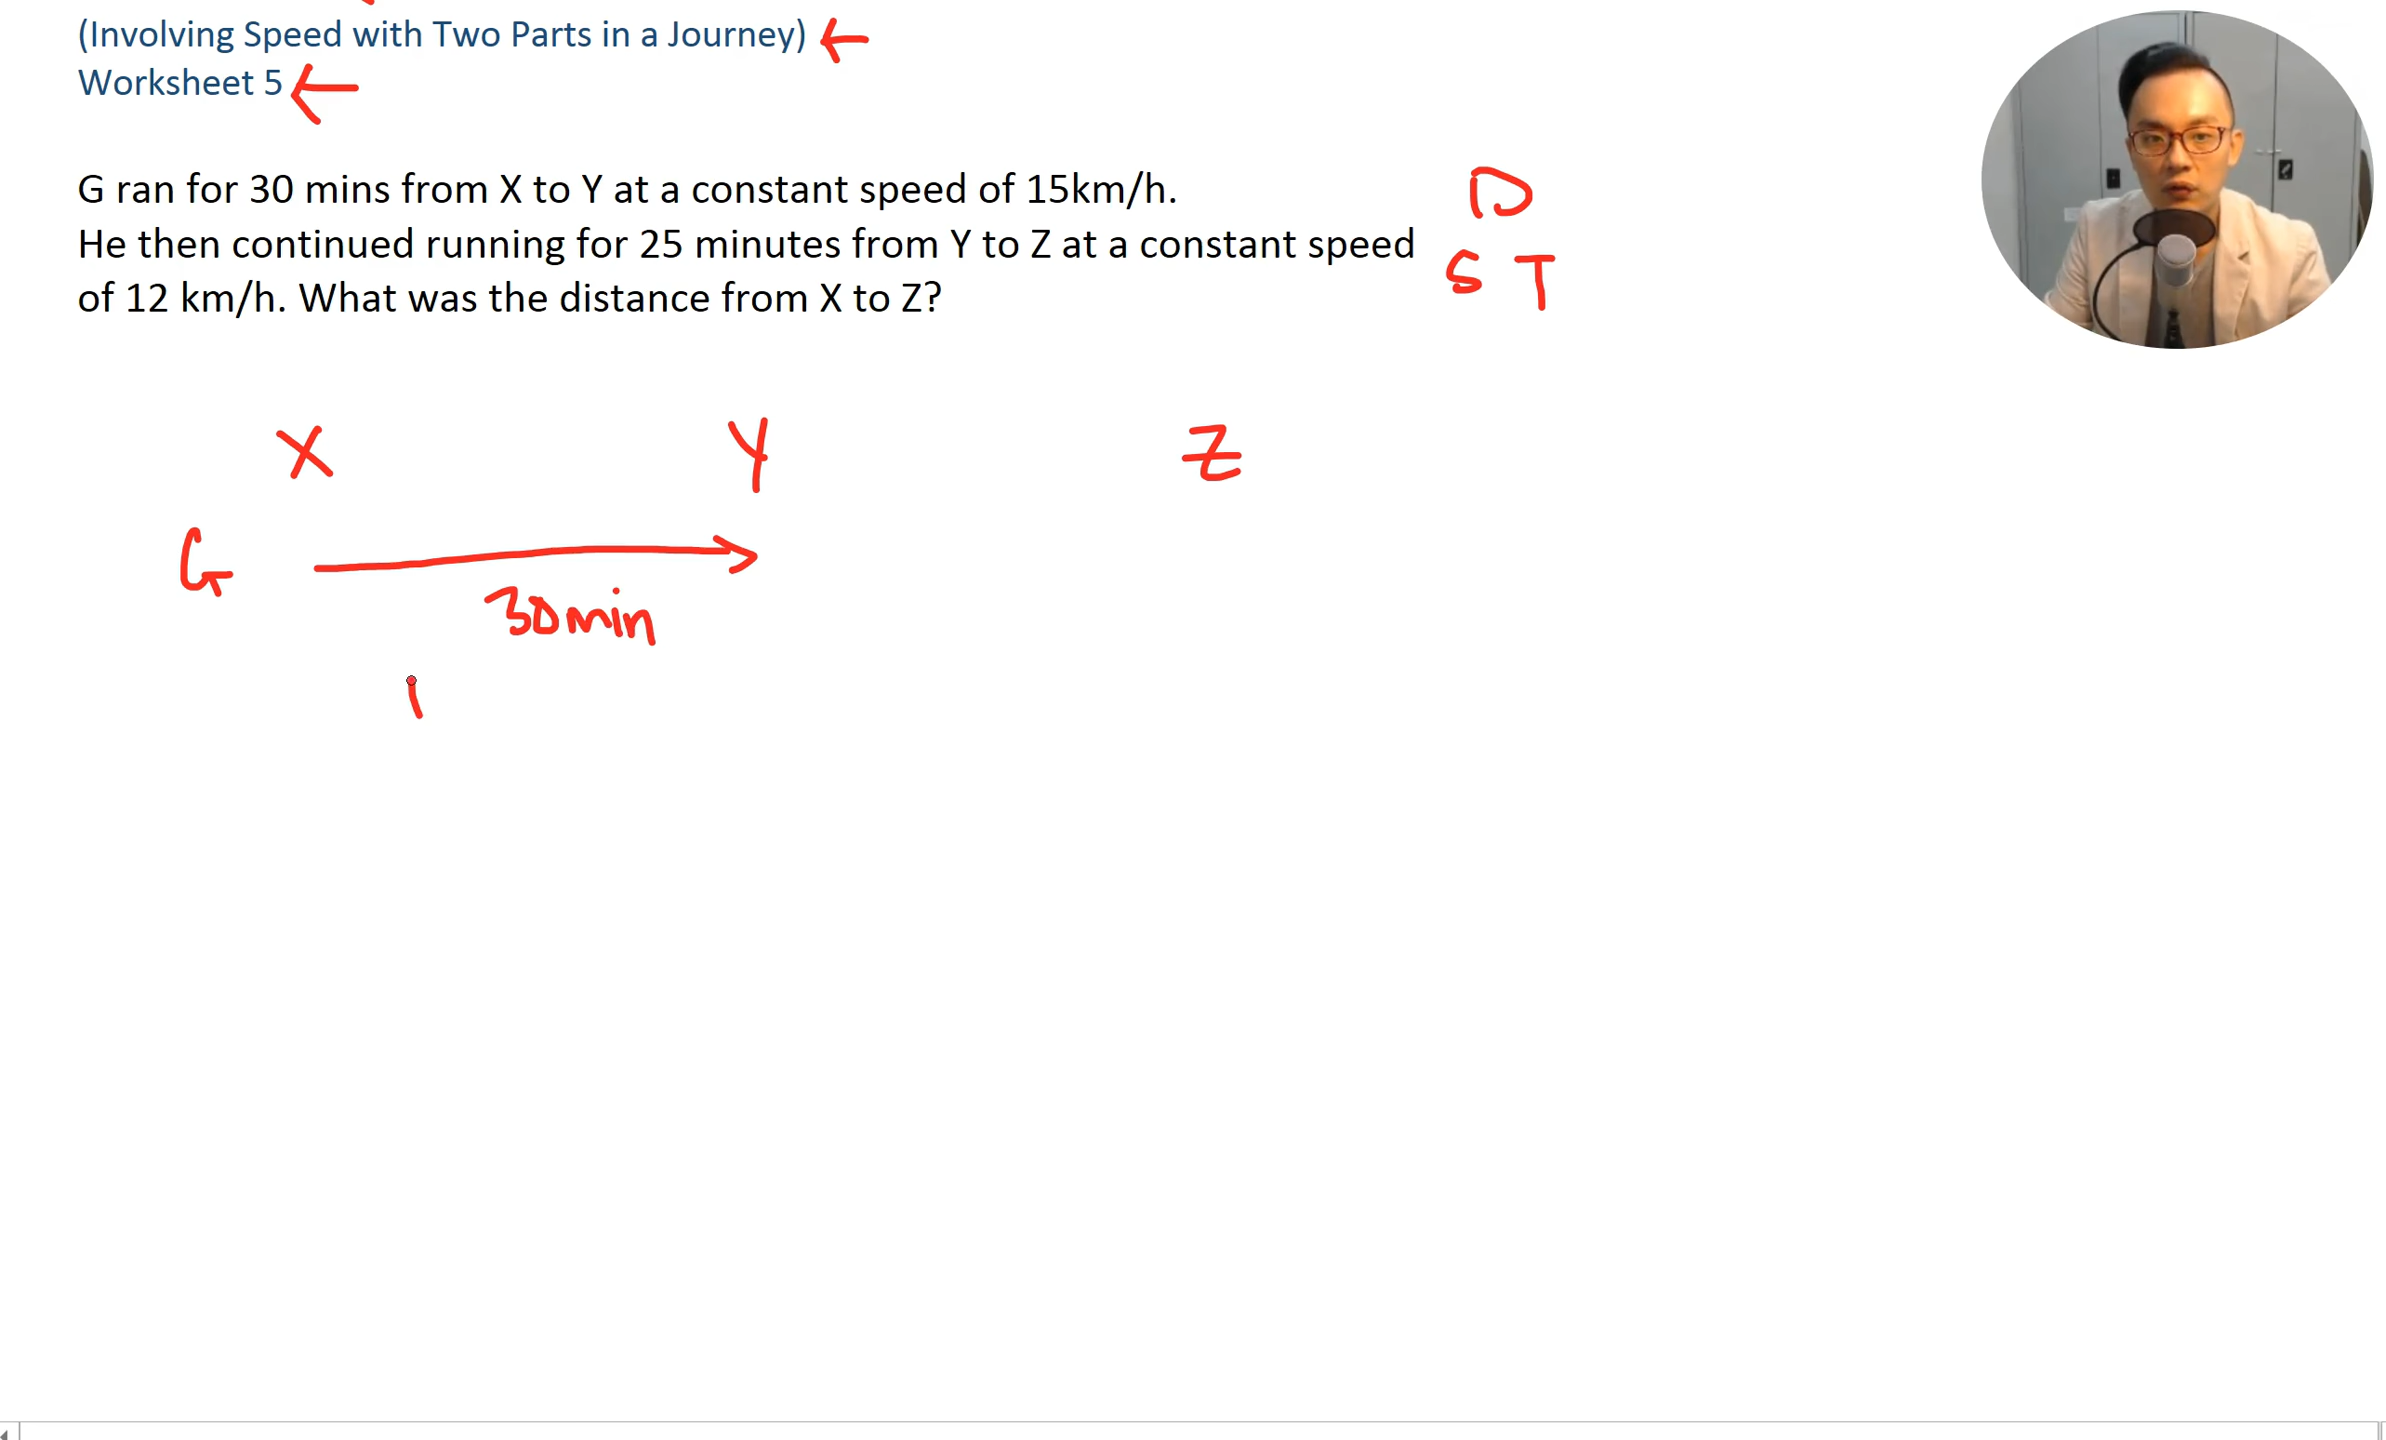 (Involving Speed with Two Parts in a Journey)
Worksheet 5
G ran for 30 mins from X to Y at a constant speed of 15km/h.
He then continued running for 25 minutes from Y to Z at a constant speed
of 12 km/h. What was the distance from X to Z?
D
S T
X Y Z
G
30min
1